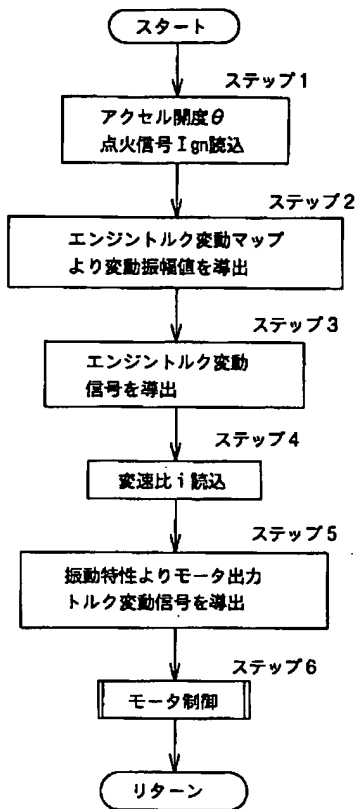 スタート
ステップ1
アクセル開度θ
点火信号Ign読込
ステップ2
エンジントルク変動マップ
より変動振幅値を導出
ステップ3
エンジントルク変動
信号を導出
ステップ4
変速比i読込
ステップ5
振動特性よりモータ出力
トルク変動信号を導出
ステップ6
モータ制御
リターン